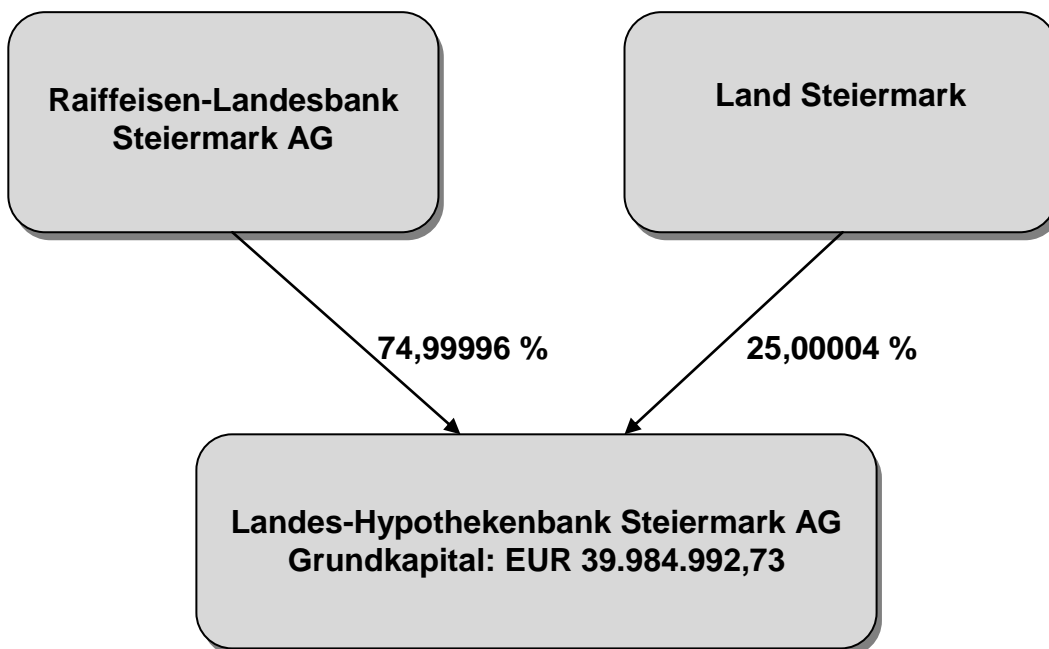 Raiffeisen-Landesbank
Steiermark AG
Land Steiermark
74,99996 %
25,00004 %
Landes-Hypothekenbank Steiermark AG
Grundkapital: EUR 39.984.992,73